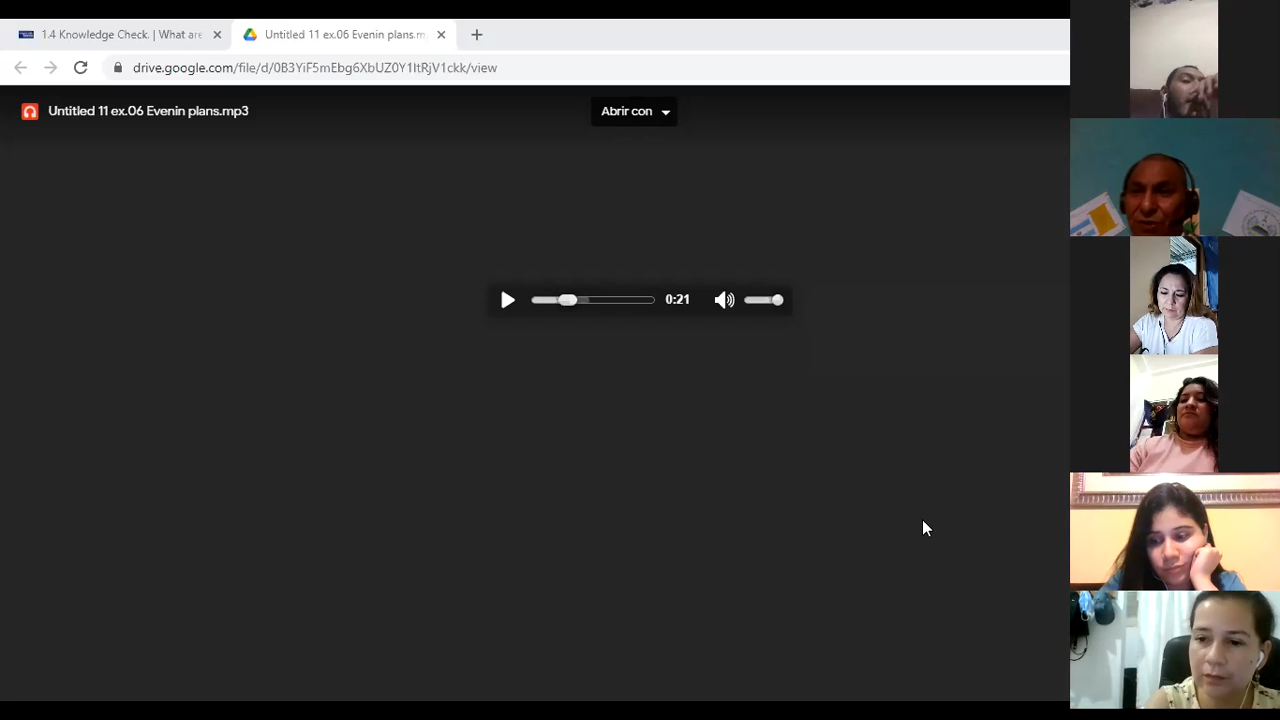 1.4 Knowledge Check. | What are
Untitled 11 ex.06 Evenin plans.m
drive.google.com/file/d/0B3YiF5mEbg6XbUZ0Y1ItRjV1ckk/view
Untitled 11 ex.06 Evenin plans.mp3
Abrir con
0:21